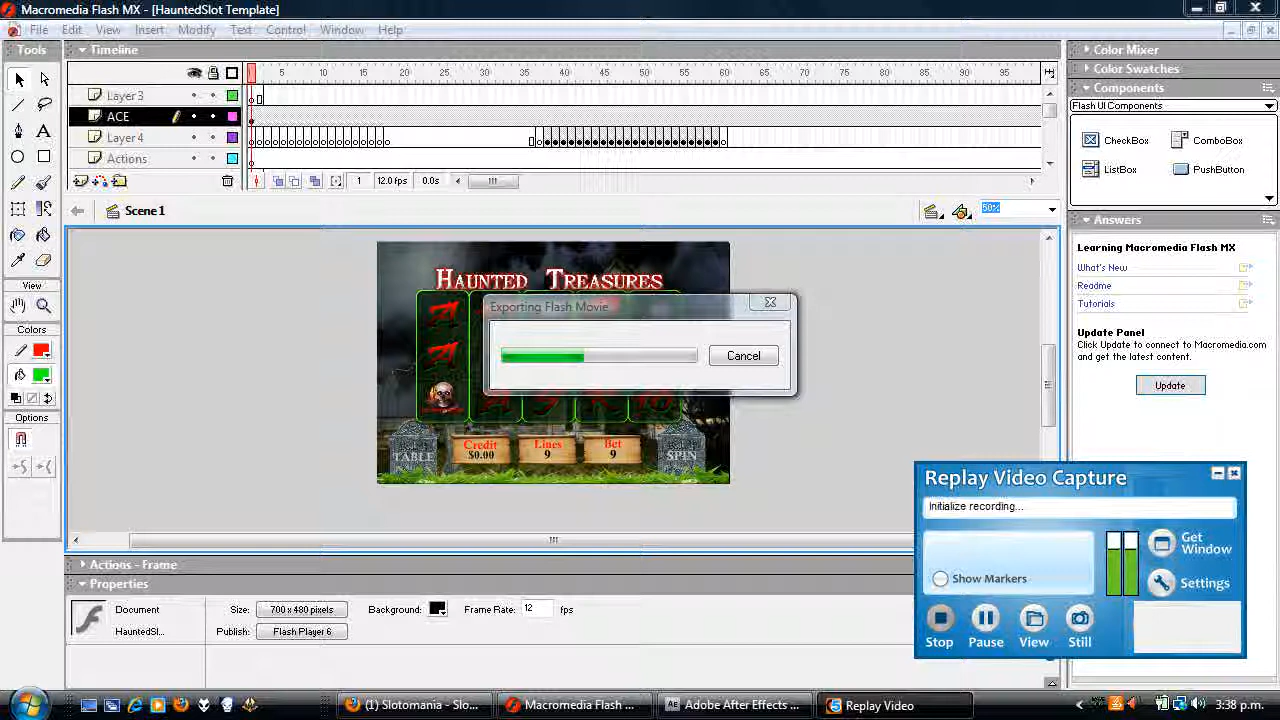 Macromedia Flash MX - [HauntedSlot Template]
File Edit View Insert Modify Text Control Window Help
Tools
Timeline
5 10 15 20 25 30 35 40 45 50 55 60 65 70 75 80 85 90 95
Layer 3
ACE
Layer 4
Actions
1 12.0 fps 0.0s
Scene 1
View
Colors
Options
Haunted Treasures
Exporting Flash Movie
Cancel
Credit
$0.00
Lines
9
Bet
9
TABLE
SPIN
Actions - Frame
Properties
Document
HauntedSl...
Size: 700 x 480 pixels
Background:
Frame Rate: 12 fps
Publish: Flash Player 6
Color Mixer
Color Swatches
Components
Flash UI Components
CheckBox
ComboBox
ListBox
PushButton
Answers
Learning Macromedia Flash MX
What's New
Readme
Tutorials
Update Panel
Click Update to connect to Macromedia.com
and get the latest content.
Update
Replay Video Capture
Initialize recording...
Show Markers
Get
Window
Settings
Stop
Pause
View
Still
(1) Slotomania - Slo...
Macromedia Flash ...
Adobe After Effects ...
Replay Video
3:38 p.m.